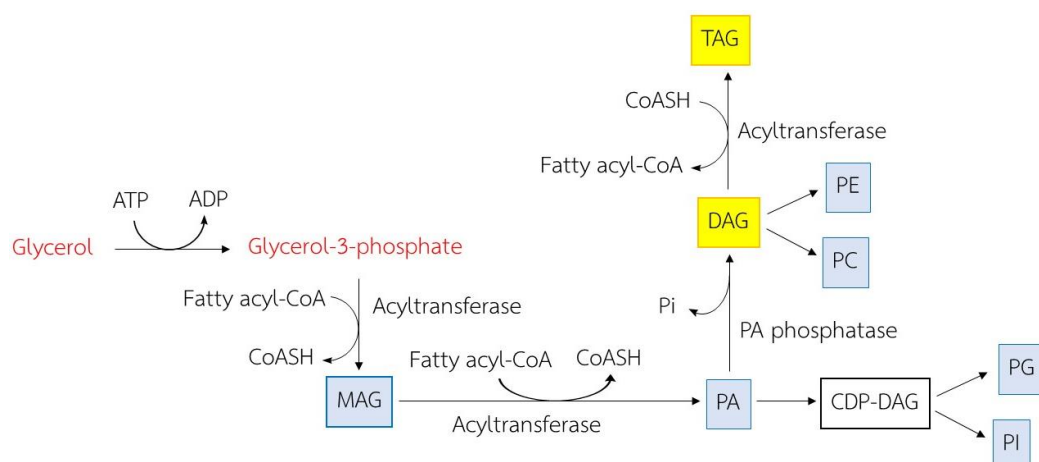 TAG
CoASH
Acyltransferase
Fatty acyl-CoA
PE
ATP
ADP
DAG
Glycerol
Glycerol-3-phosphate
PC
Fatty acyl-CoA
Acyltransferase
Pi
PA phosphatase
CoASH
Fatty acyl-CoA
CoASH
PG
MAG
PA
CDP-DAG
Acyltransferase
PI